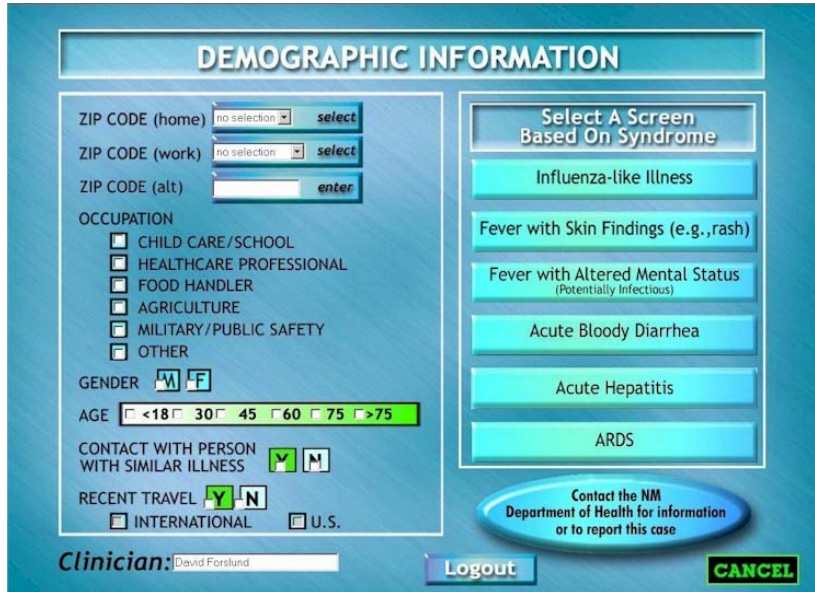 DEMOGRAPHIC INFORMATION
ZIP CODE (home) no selection select
ZIP CODE (work) no selection select
ZIP CODE (alt) enter
OCCUPATION
CHILD CARE/SCHOOL
HEALTHCARE PROFESSIONAL
FOOD HANDLER
AGRICULTURE
MILITARY/PUBLIC SAFETY
OTHER
GENDER M F
AGE <18 30 45 60 75 >75
CONTACT WITH PERSON
WITH SIMILAR ILLNESS Y N
RECENT TRAVEL Y N
INTERNATIONAL U.S.
Select A Screen
Based On Syndrome
Influenza-like Illness
Fever with Skin Findings (e.g.,rash)
Fever with Altered Mental Status
(Potentially Infectious)
Acute Bloody Diarrhea
Acute Hepatitis
ARDS
Contact the NM
Department of Health for information
or to report this case
Clinician: David Forslund
Logout
CANCEL